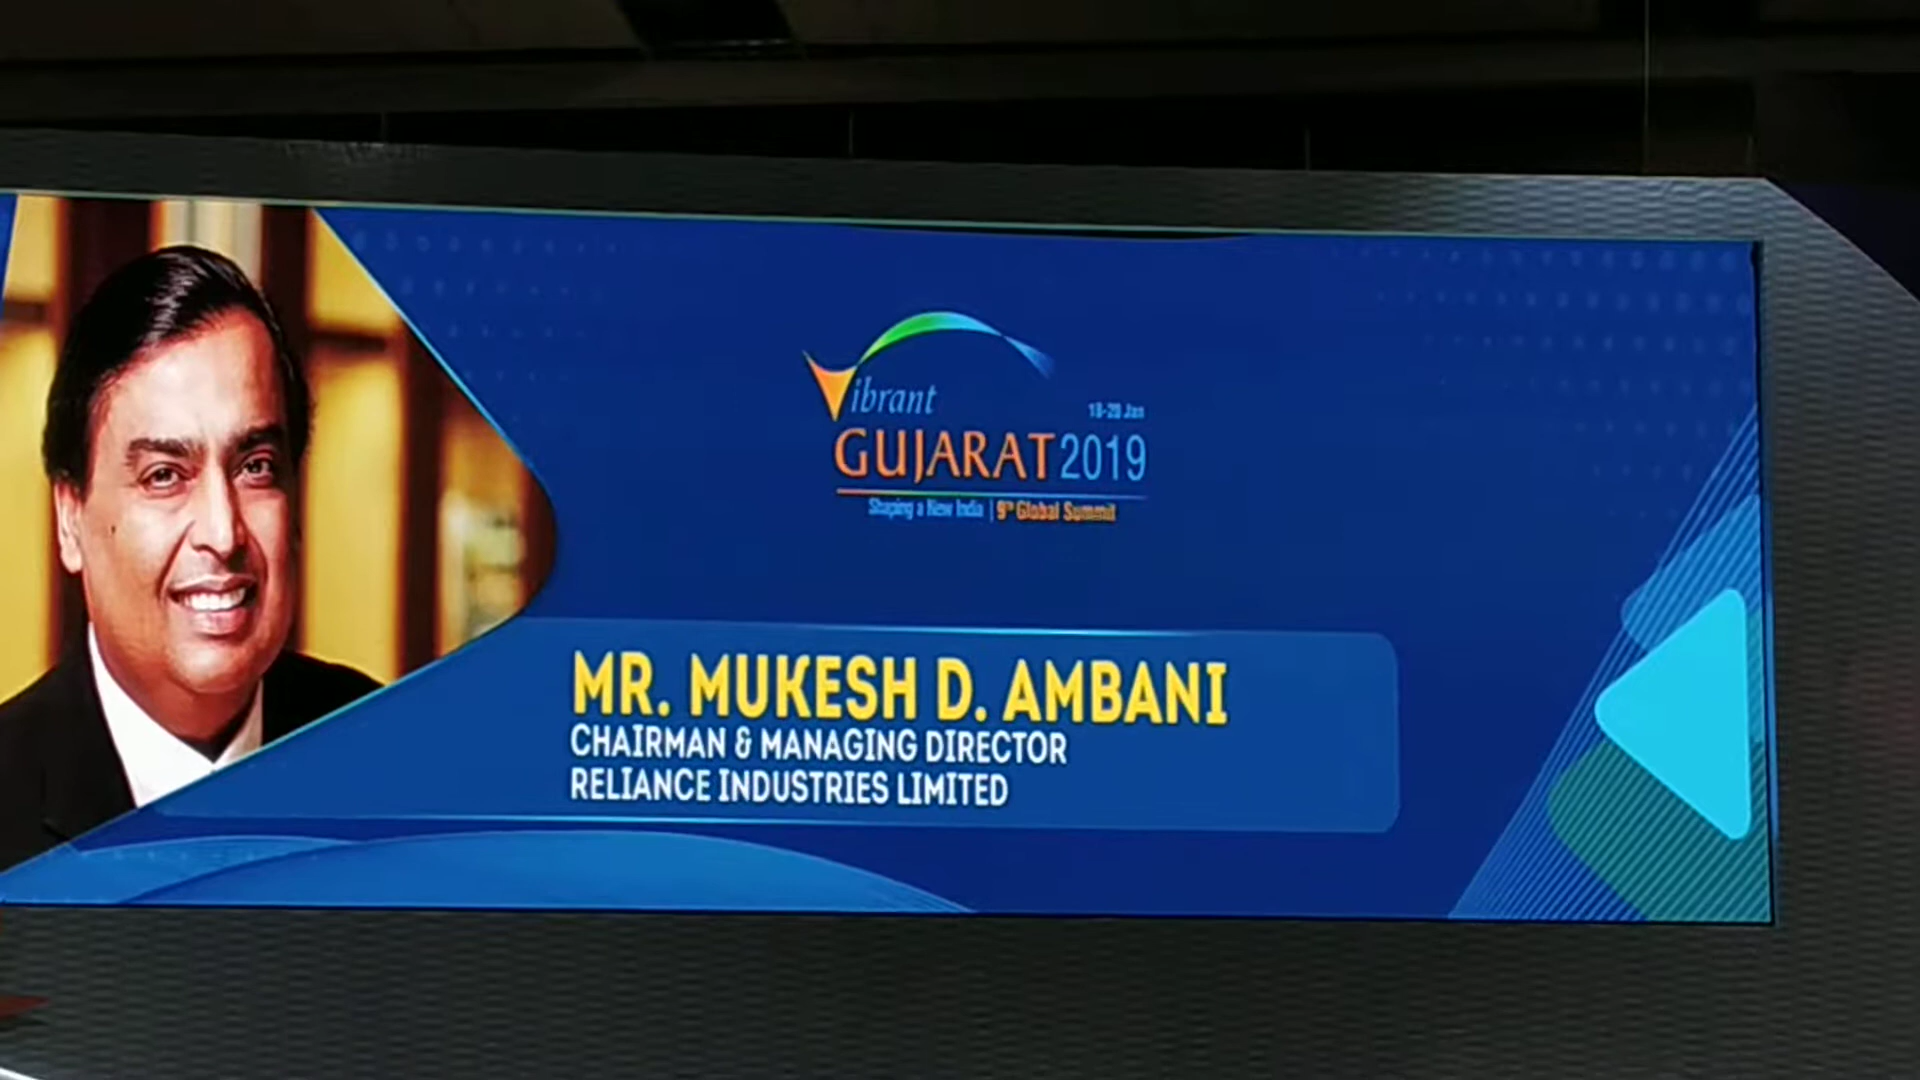 Vibrant
18-20 Jan
GUJARAT 2019
Shaping a New India | 9th Global Summit
MR. MUKESH D. AMBANI
CHAIRMAN & MANAGING DIRECTOR
RELIANCE INDUSTRIES LIMITED